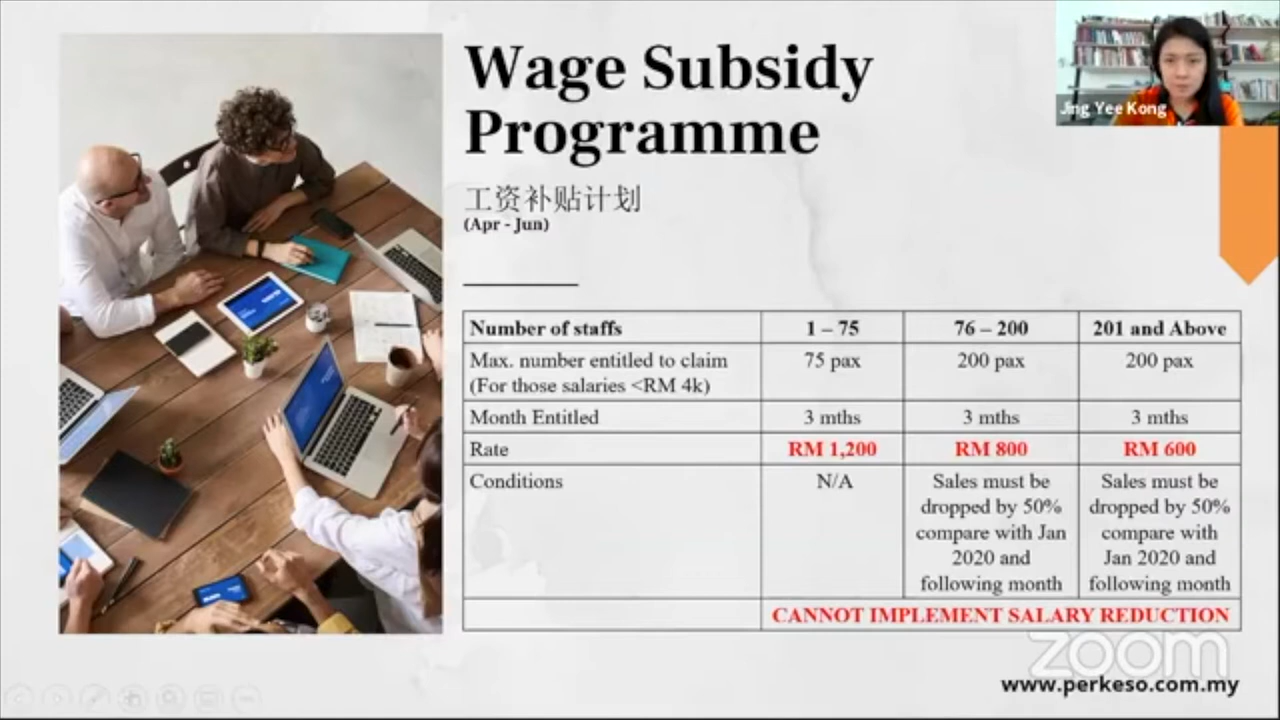 Wage Subsidy
Programme
工资补贴计划
(Apr - Jun)
Jing Yee Kong
Number of staffs 1 – 75 76 – 200 201 and Above
Max. number entitled to claim 75 pax 200 pax 200 pax
(For those salaries <RM 4k)
Month Entitled 3 mths 3 mths 3 mths
Rate RM 1,200 RM 800 RM 600
Conditions N/A Sales must be Sales must be
dropped by 50% dropped by 50%
compare with Jan compare with
2020 and Jan 2020 and
following month following month
CANNOT IMPLEMENT SALARY REDUCTION
zoom
www.perkeso.com.my